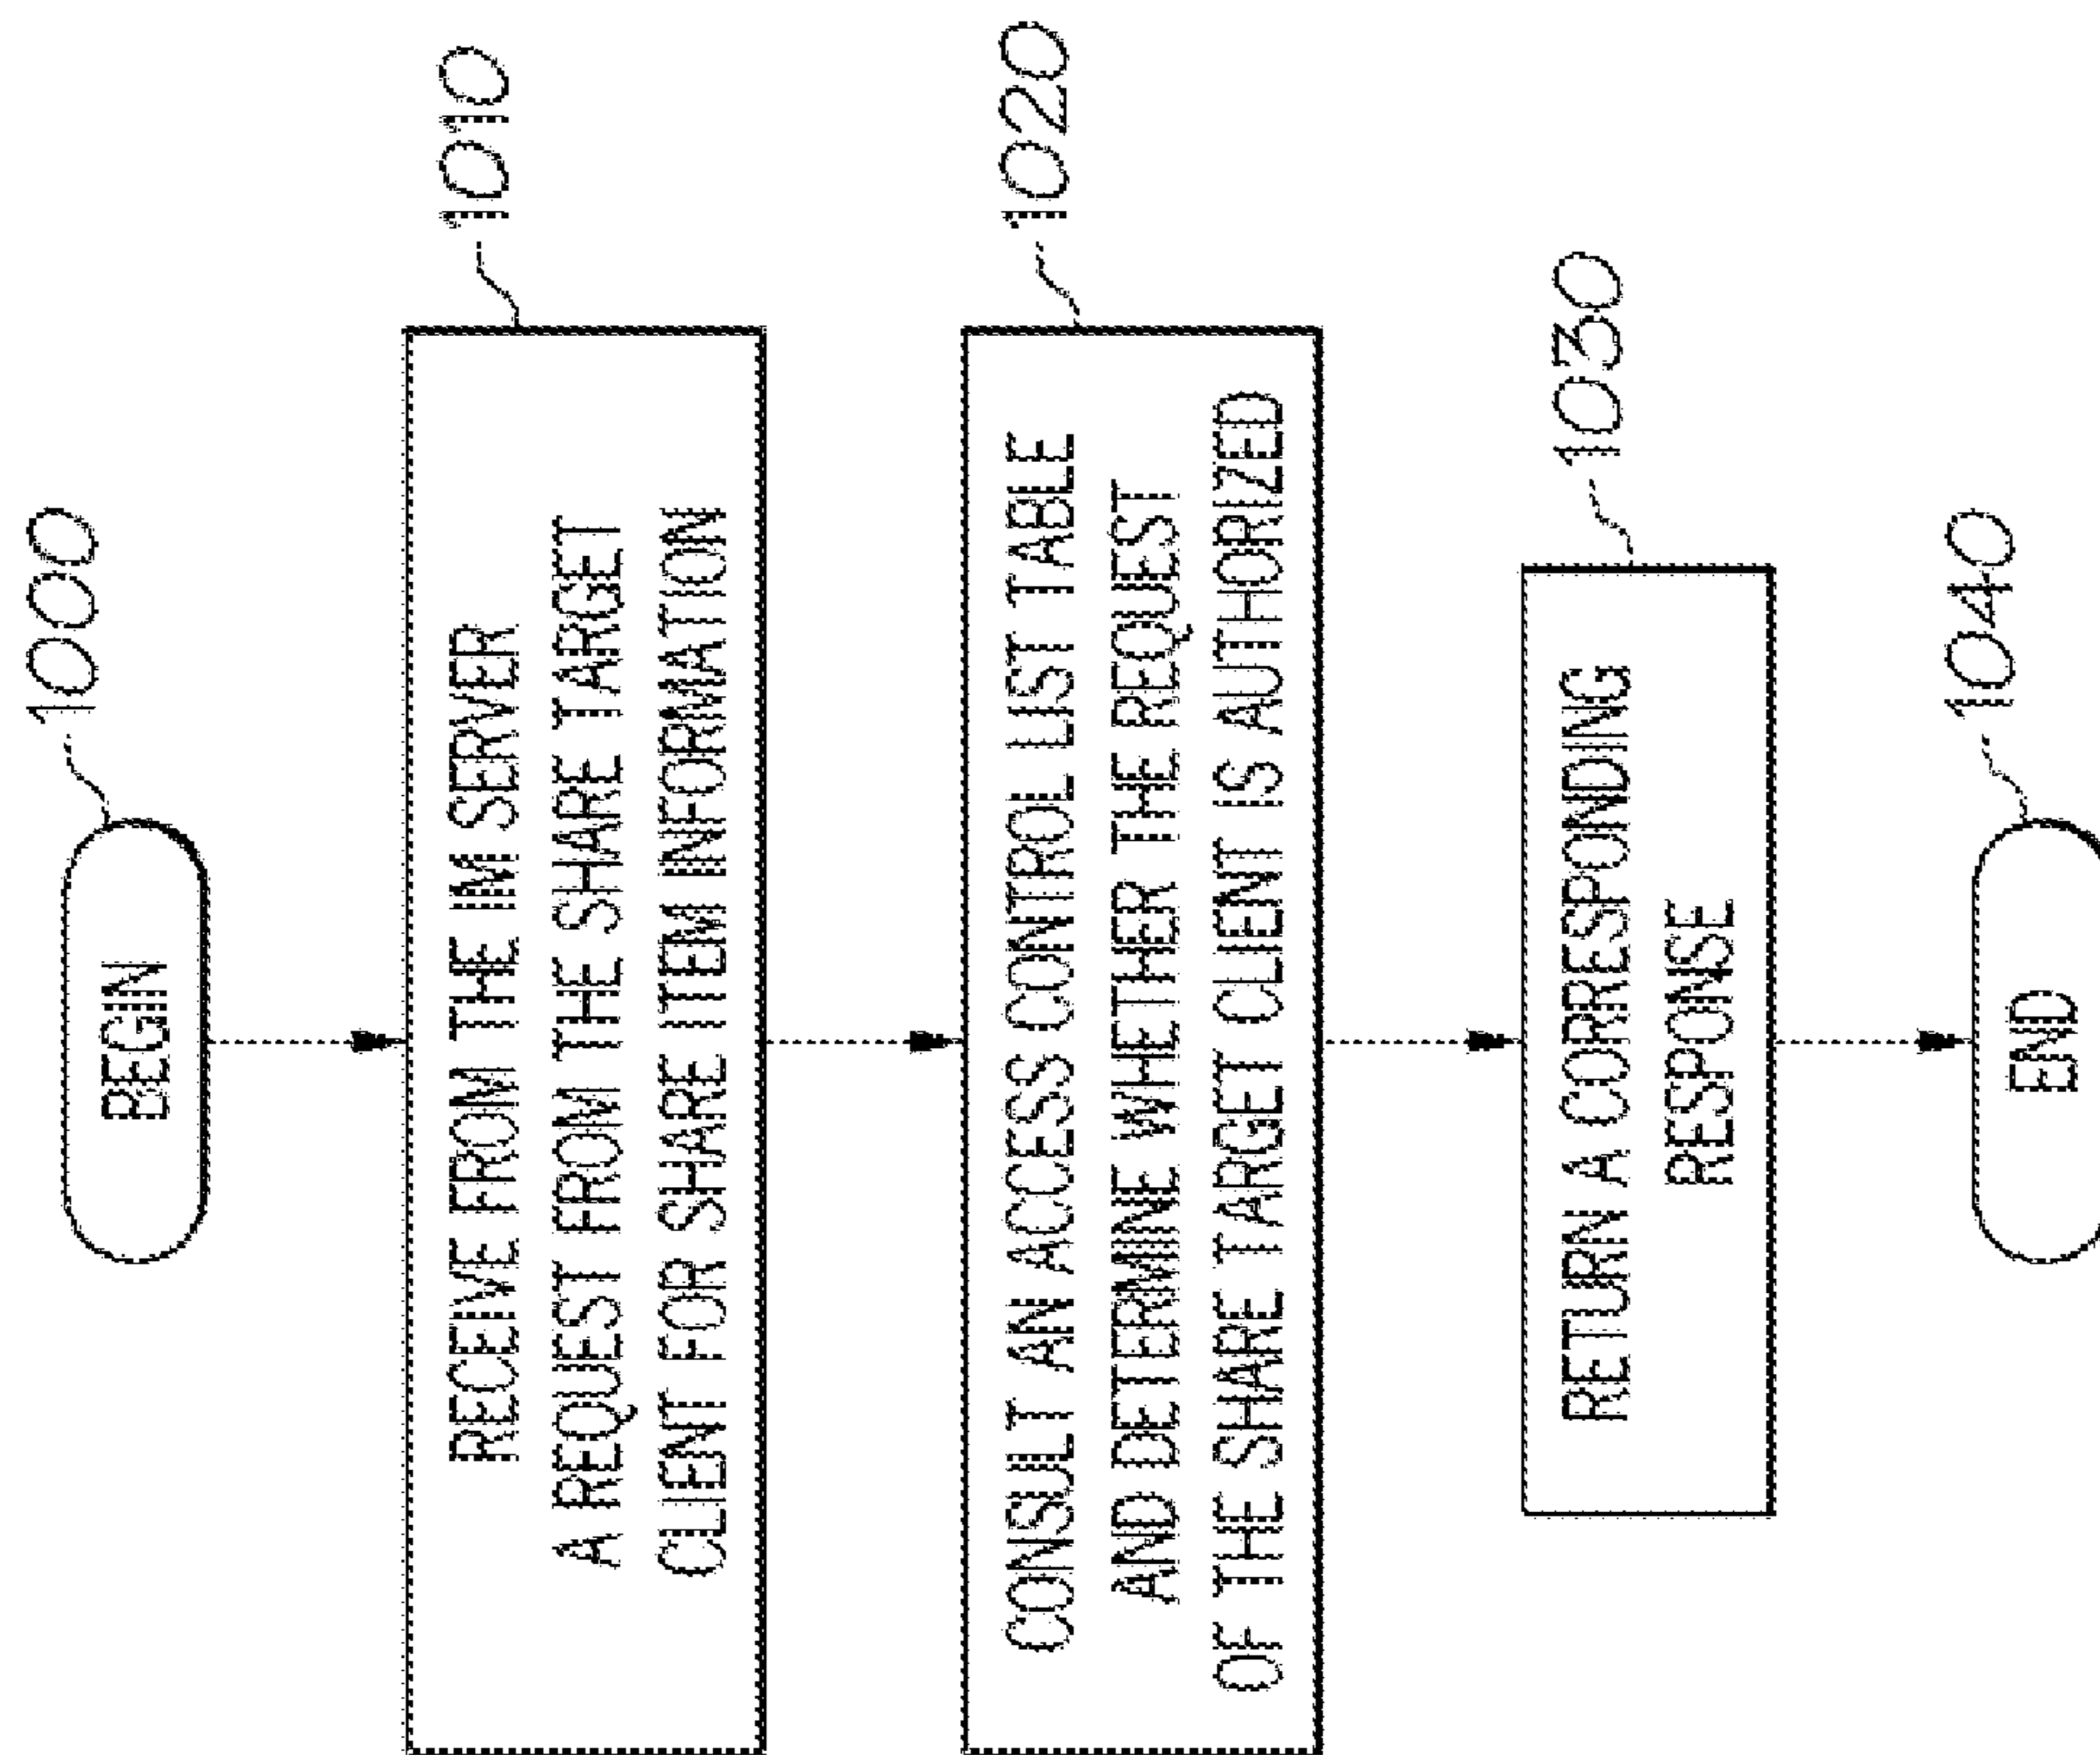 1000
BEGIN
1010
RECEIVE FROM THE IM SERVER
A REQUEST FROM THE SHARE TARGET
CLIENT FOR SHARE ITEM INFORMATION
1020
CONSULT AN ACCESS CONTROL LIST TABLE
AND DETERMINE WHETHER THE REQUEST
OF THE SHARE TARGET CLIENT IS AUTHORIZED
1030
RETURN A CORRESPONDING
RESPONSE
1040
END